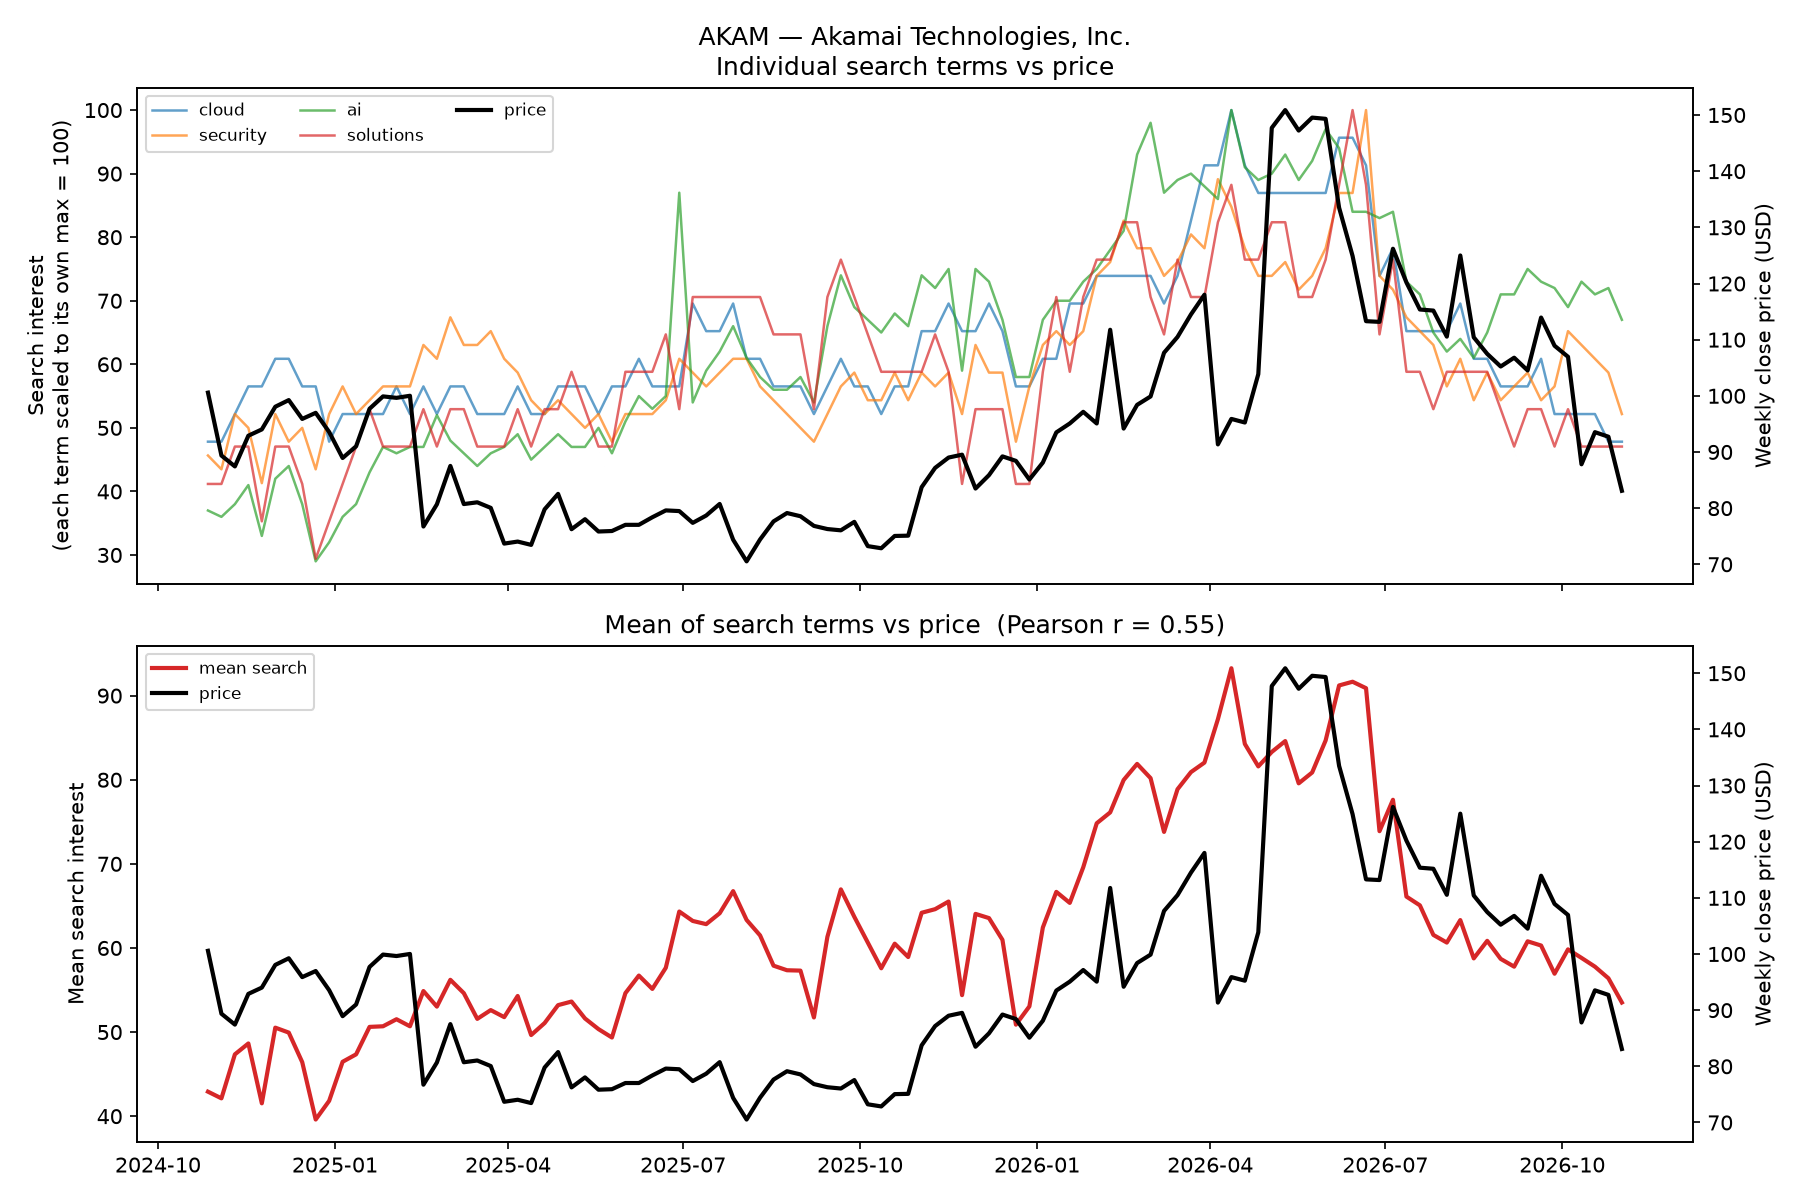 AKAM — Akamai Technologies, Inc.
Individual search terms vs price
cloud
security
ai
solutions
price
Search interest
(each term scaled to its own max = 100)
100
90
80
70
60
50
40
30
150
140
130
120
110
100
90
80
70
Weekly close price (USD)
Mean of search terms vs price (Pearson r = 0.55)
mean search
price
Mean search interest
90
80
70
60
50
40
150
140
130
120
110
100
90
80
70
Weekly close price (USD)
2024-10 2025-01 2025-04 2025-07 2025-10 2026-01 2026-04 2026-07 2026-10